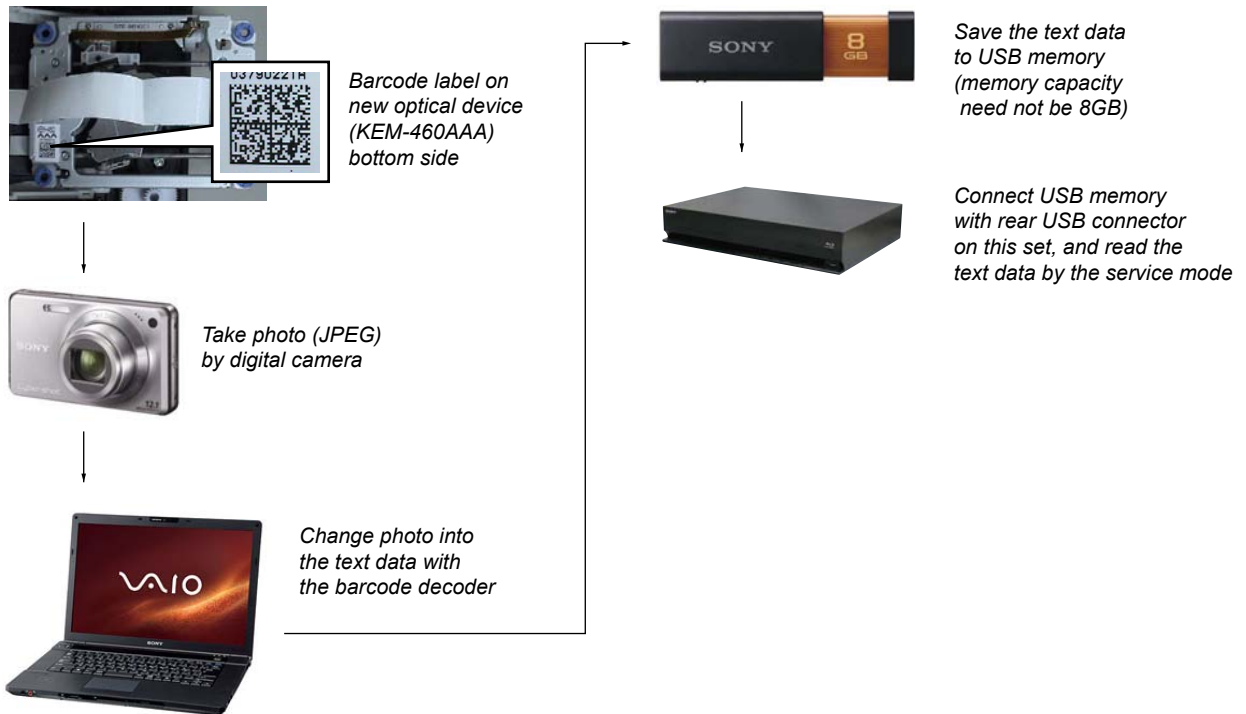 03790221A
Barcode label on
new optical device
(KEM-460AAA)
bottom side
SONY
Take photo (JPEG)
by digital camera
VAIO
SONY
Change photo into
the text data with
the barcode decoder
SONY
8
GB
Save the text data
to USB memory
(memory capacity
need not be 8GB)
Connect USB memory
with rear USB connector
on this set, and read the
text data by the service mode